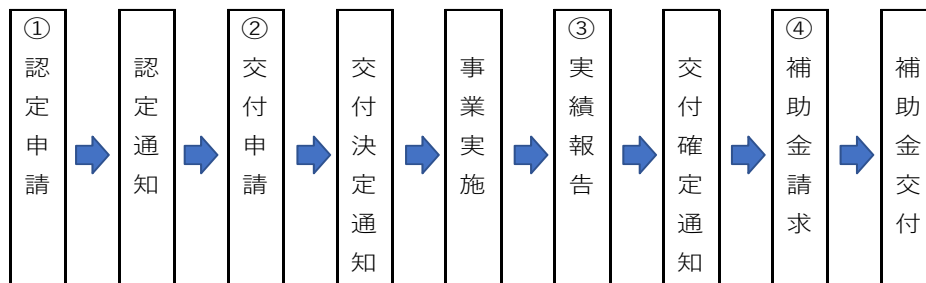 ①認定申請
認定通知
②交付申請
交付決定通知
事業実施
③実績報告
交付確定通知
④補助金請求
補助金交付